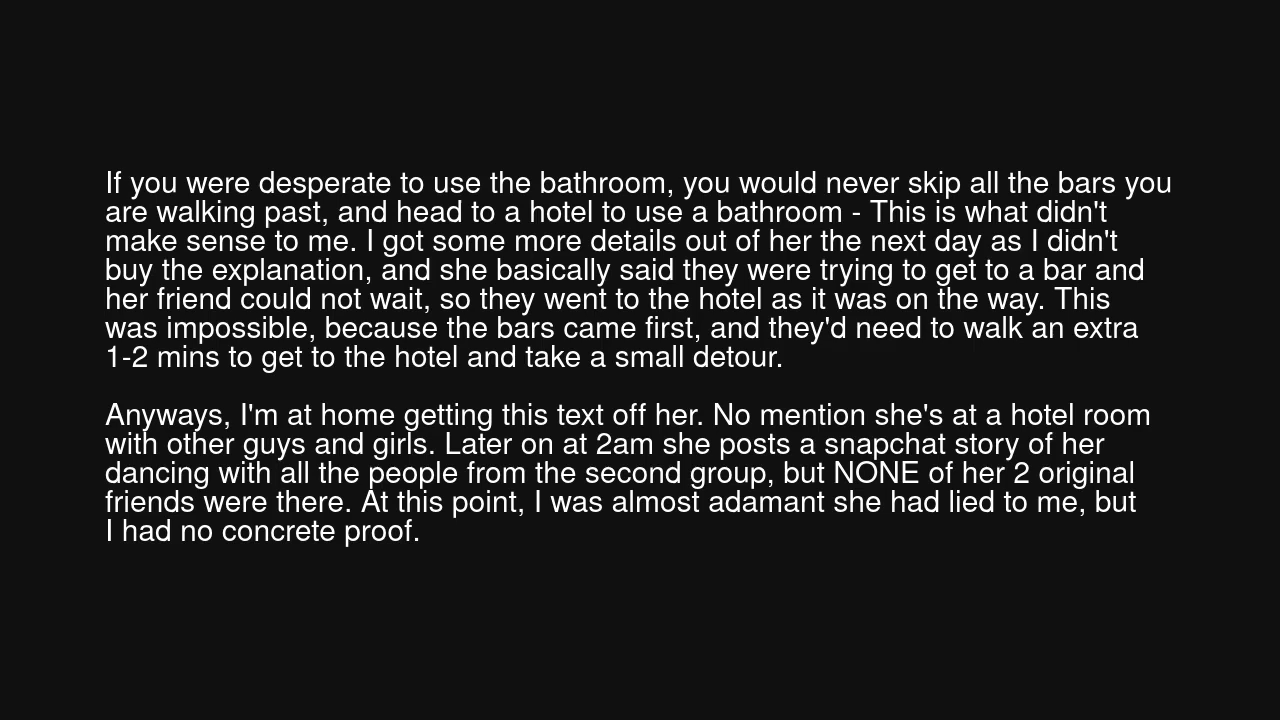 If you were desperate to use the bathroom, you would never skip all the bars you
are walking past, and head to a hotel to use a bathroom - This is what didn't
make sense to me. I got some more details out of her the next day as I didn't
buy the explanation, and she basically said they were trying to get to a bar and
her friend could not wait, so they went to the hotel as it was on the way. This
was impossible, because the bars came first, and they'd need to walk an extra
1-2 mins to get to the hotel and take a small detour.

Anyways, I'm at home getting this text off her. No mention she's at a hotel room
with other guys and girls. Later on at 2am she posts a snapchat story of her
dancing with all the people from the second group, but NONE of her 2 original
friends were there. At this point, I was almost adamant she had lied to me, but
I had no concrete proof.